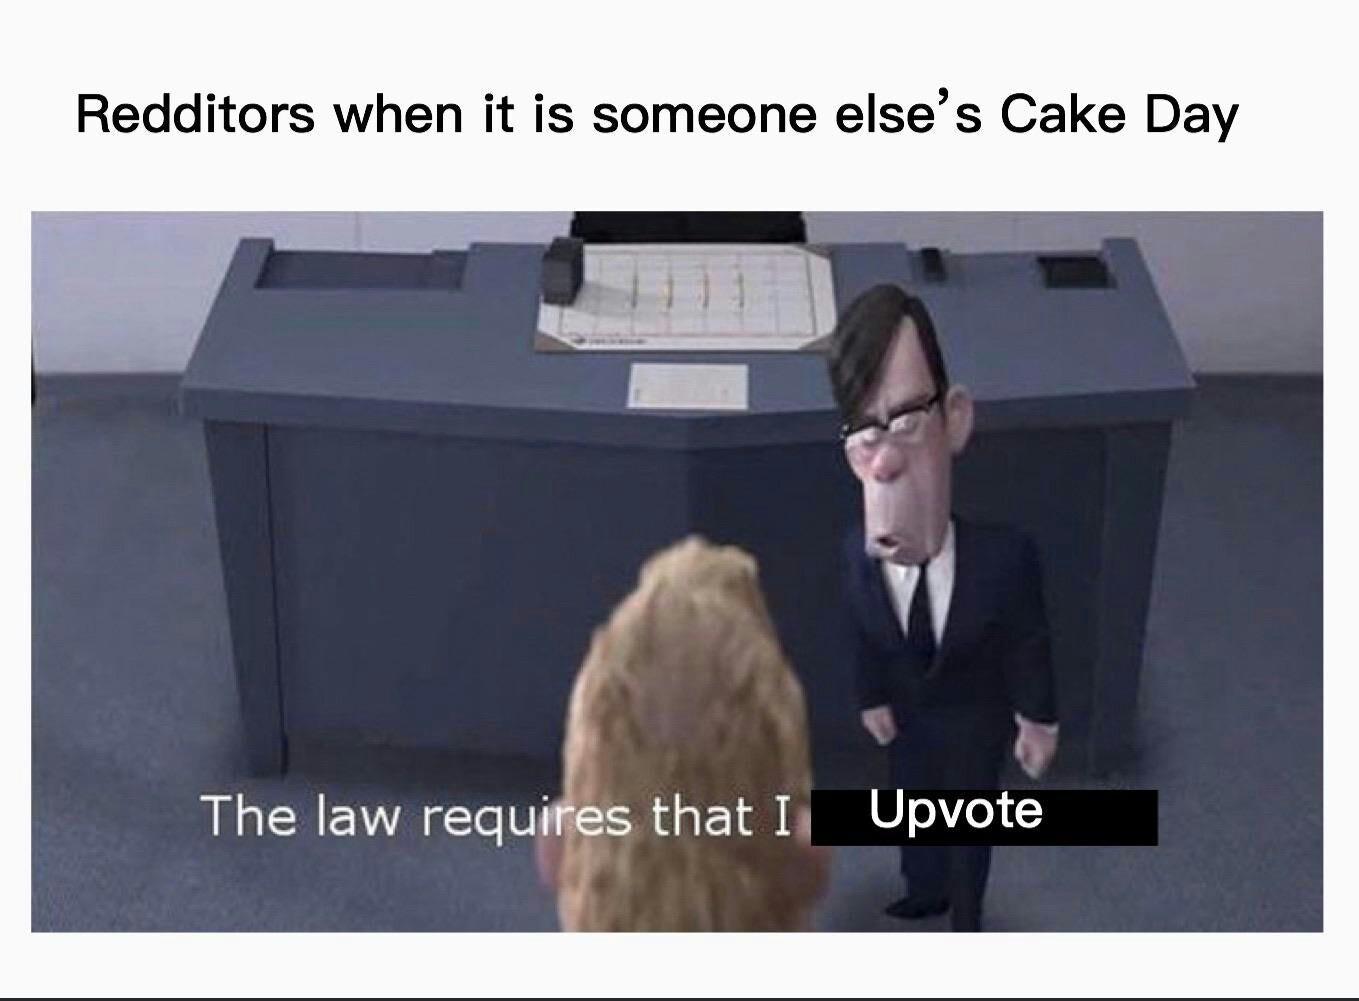 Redditors when it is someone else’s Cake Day
The law requires that I Upvote